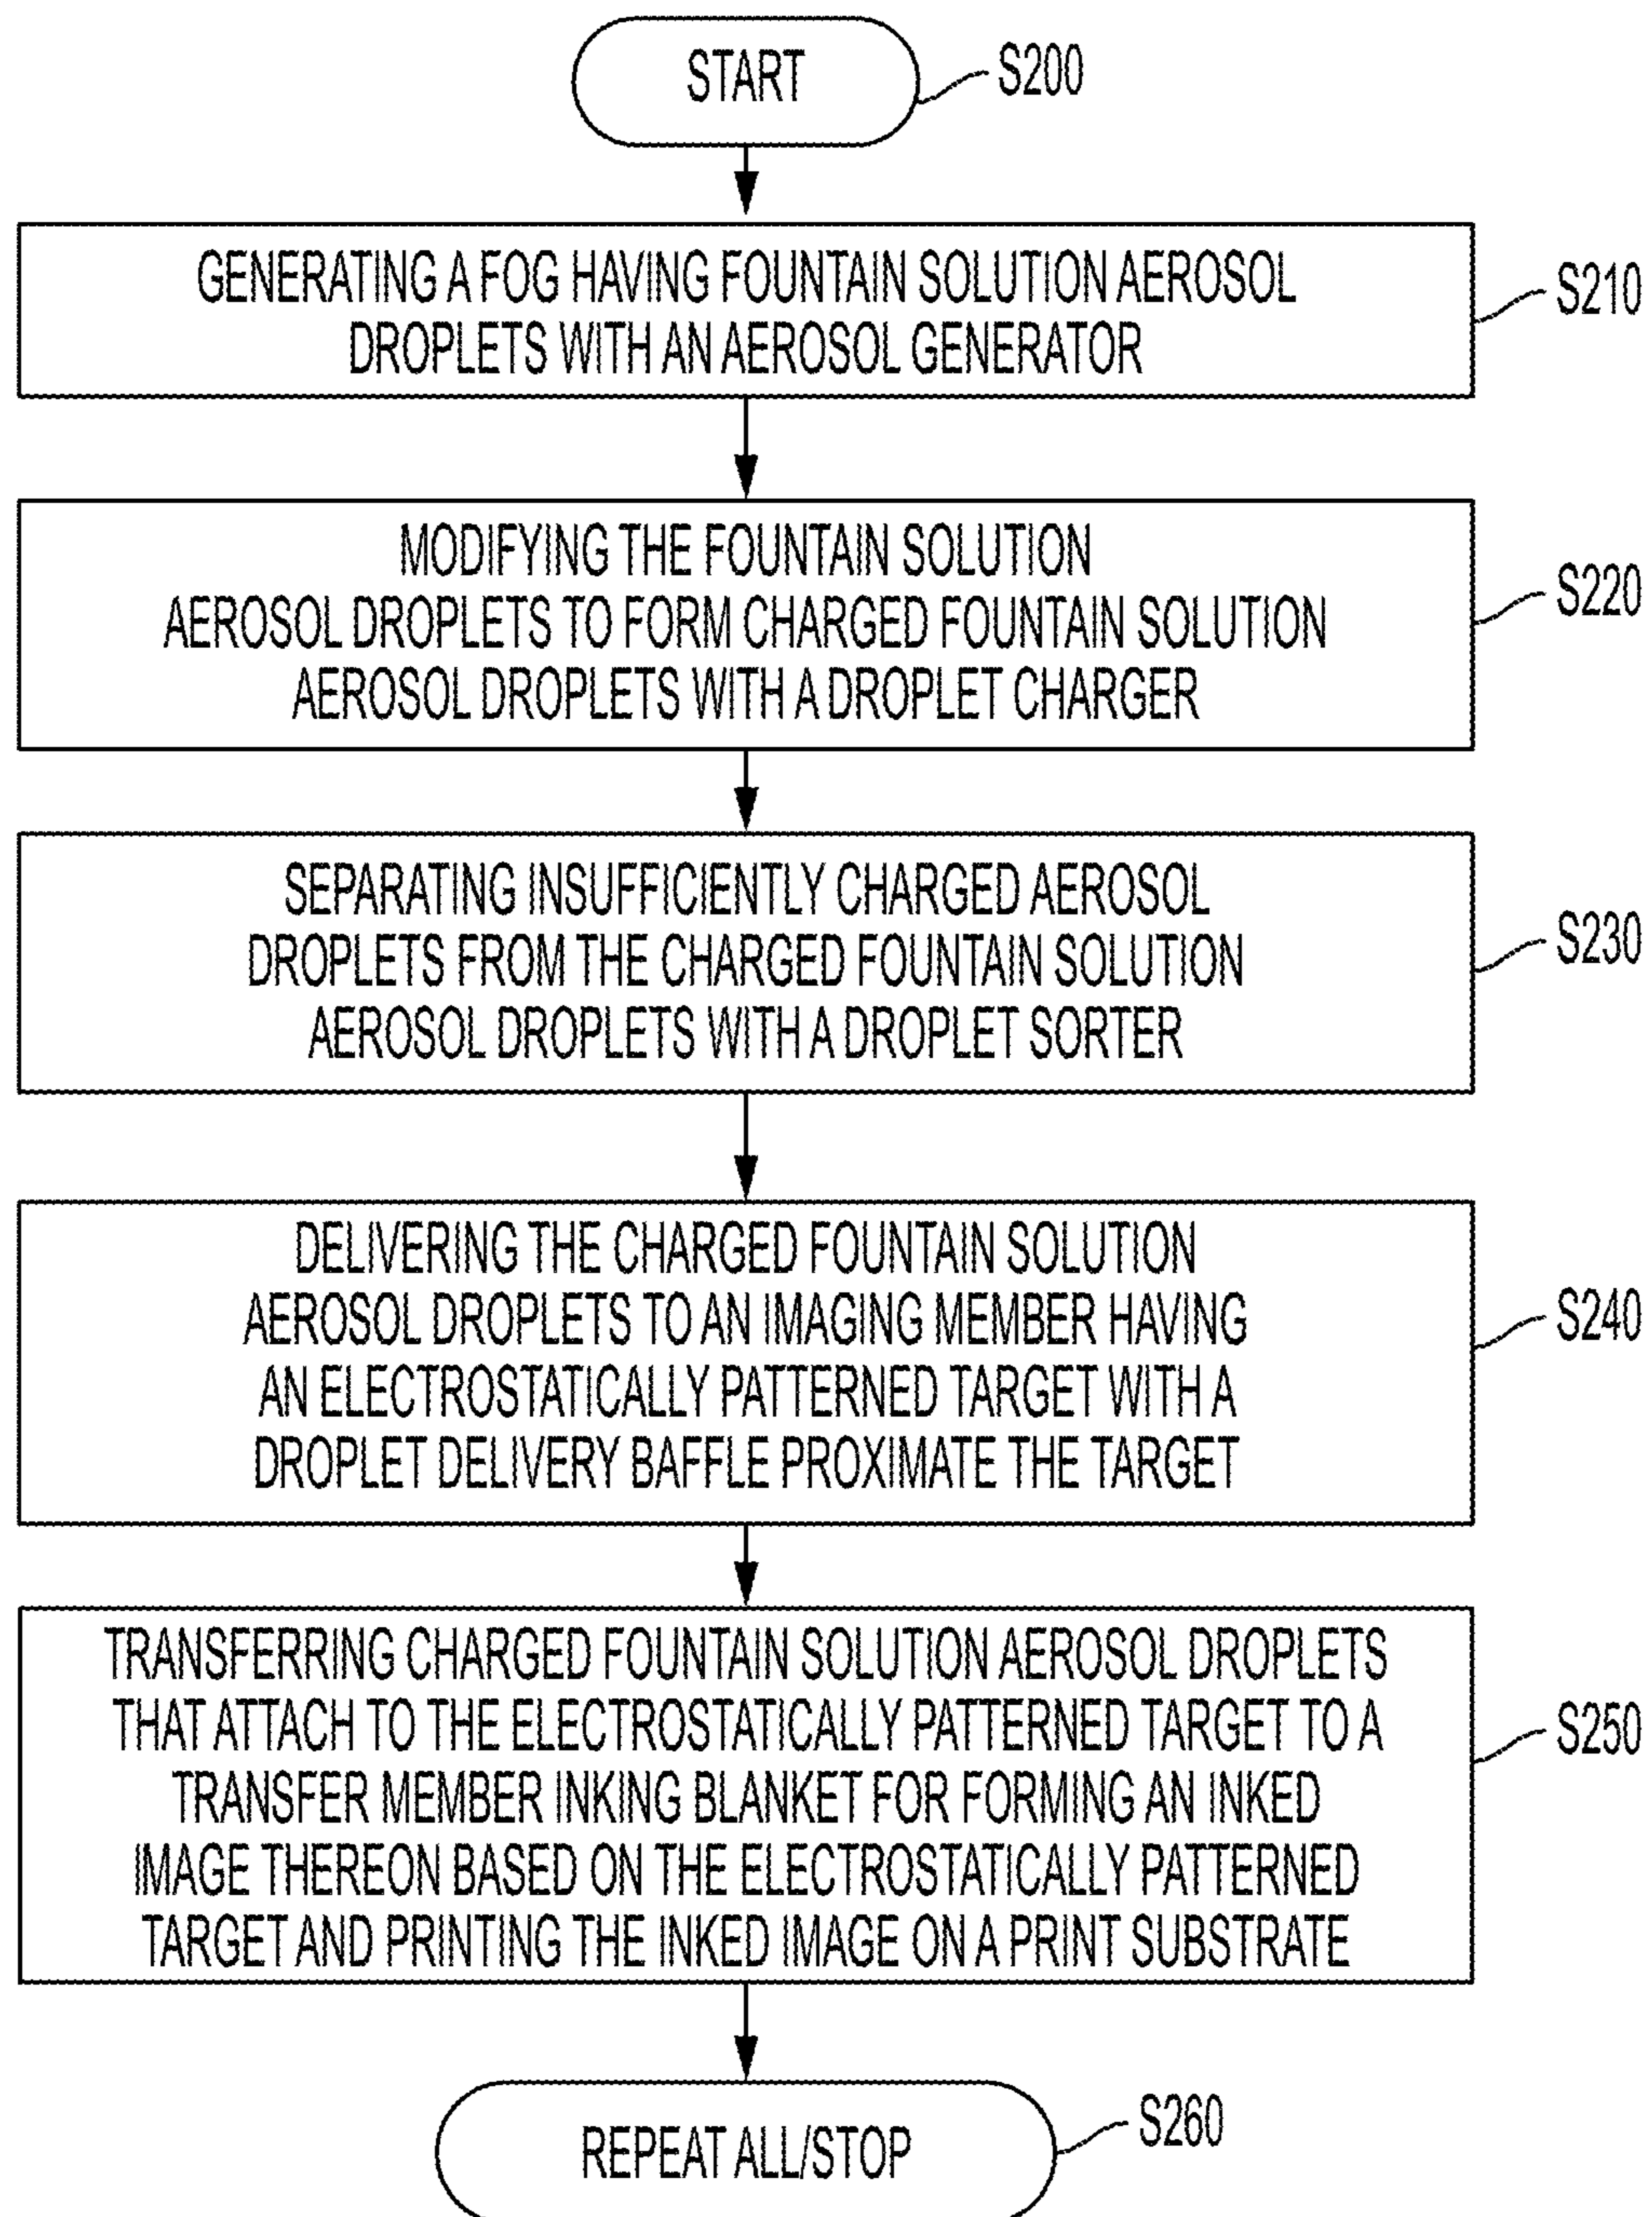 START
S200
GENERATING A FOG HAVING FOUNTAIN SOLUTION AEROSOL
DROPLETS WITH AN AEROSOL GENERATOR
S210
MODIFYING THE FOUNTAIN SOLUTION
AEROSOL DROPLETS TO FORM CHARGED FOUNTAIN SOLUTION
AEROSOL DROPLETS WITH A DROPLET CHARGER
S220
SEPARATING INSUFFICIENTLY CHARGED AEROSOL
DROPLETS FROM THE CHARGED FOUNTAIN SOLUTION
AEROSOL DROPLETS WITH A DROPLET SORTER
S230
DELIVERING THE CHARGED FOUNTAIN SOLUTION
AEROSOL DROPLETS TO AN IMAGING MEMBER HAVING
AN ELECTROSTATICALLY PATTERNED TARGET WITH A
DROPLET DELIVERY BAFFLE PROXIMATE THE TARGET
S240
TRANSFERRING CHARGED FOUNTAIN SOLUTION AEROSOL DROPLETS
THAT ATTACH TO THE ELECTROSTATICALLY PATTERNED TARGET TO A
TRANSFER MEMBER INKING BLANKET FOR FORMING AN INKED
IMAGE THEREON BASED ON THE ELECTROSTATICALLY PATTERNED
TARGET AND PRINTING THE INKED IMAGE ON A PRINT SUBSTRATE
S250
REPEAT ALL/STOP
S260